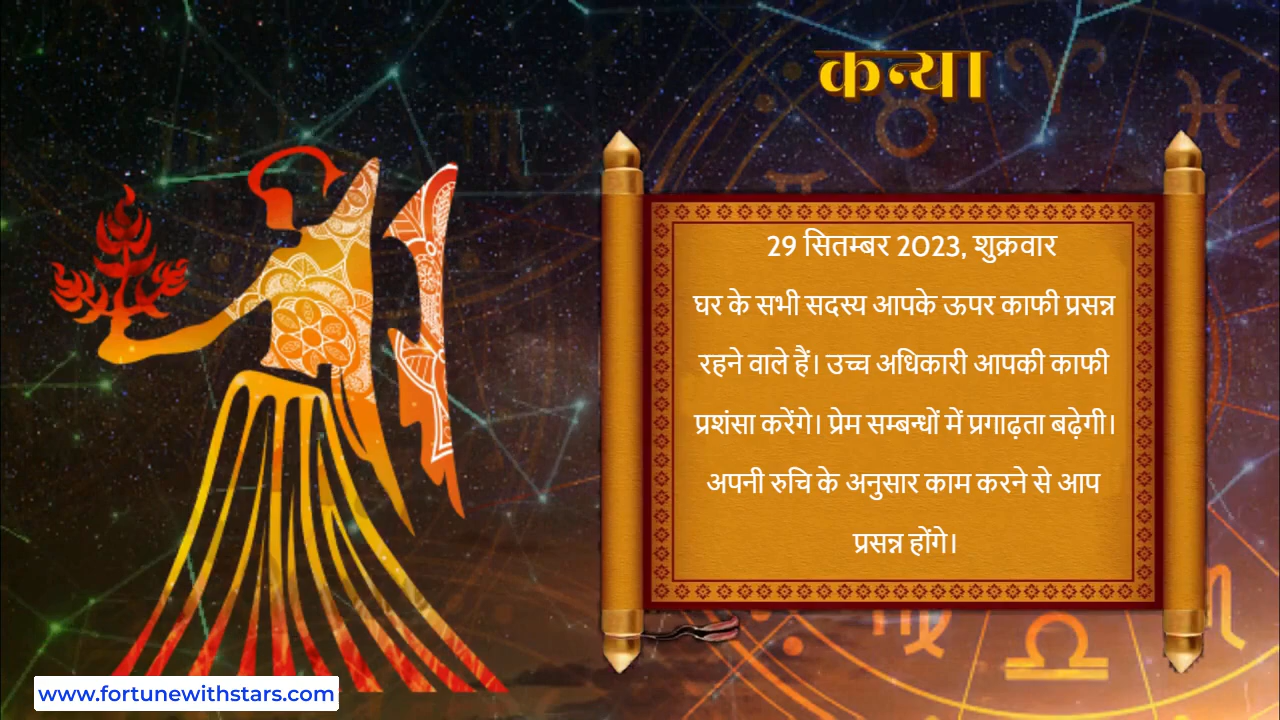 कन्या
29 सितम्बर 2023, शुक्रवार
घर के सभी सदस्य आपके ऊपर काफी प्रसन्न
रहने वाले हैं। उच्च अधिकारी आपकी काफी
प्रशंसा करेंगे। प्रेम सम्बन्धों में प्रगाढ़ता बढ़ेगी।
अपनी रुचि के अनुसार काम करने से आप
प्रसन्न होंगे।
www.fortunewithstars.com